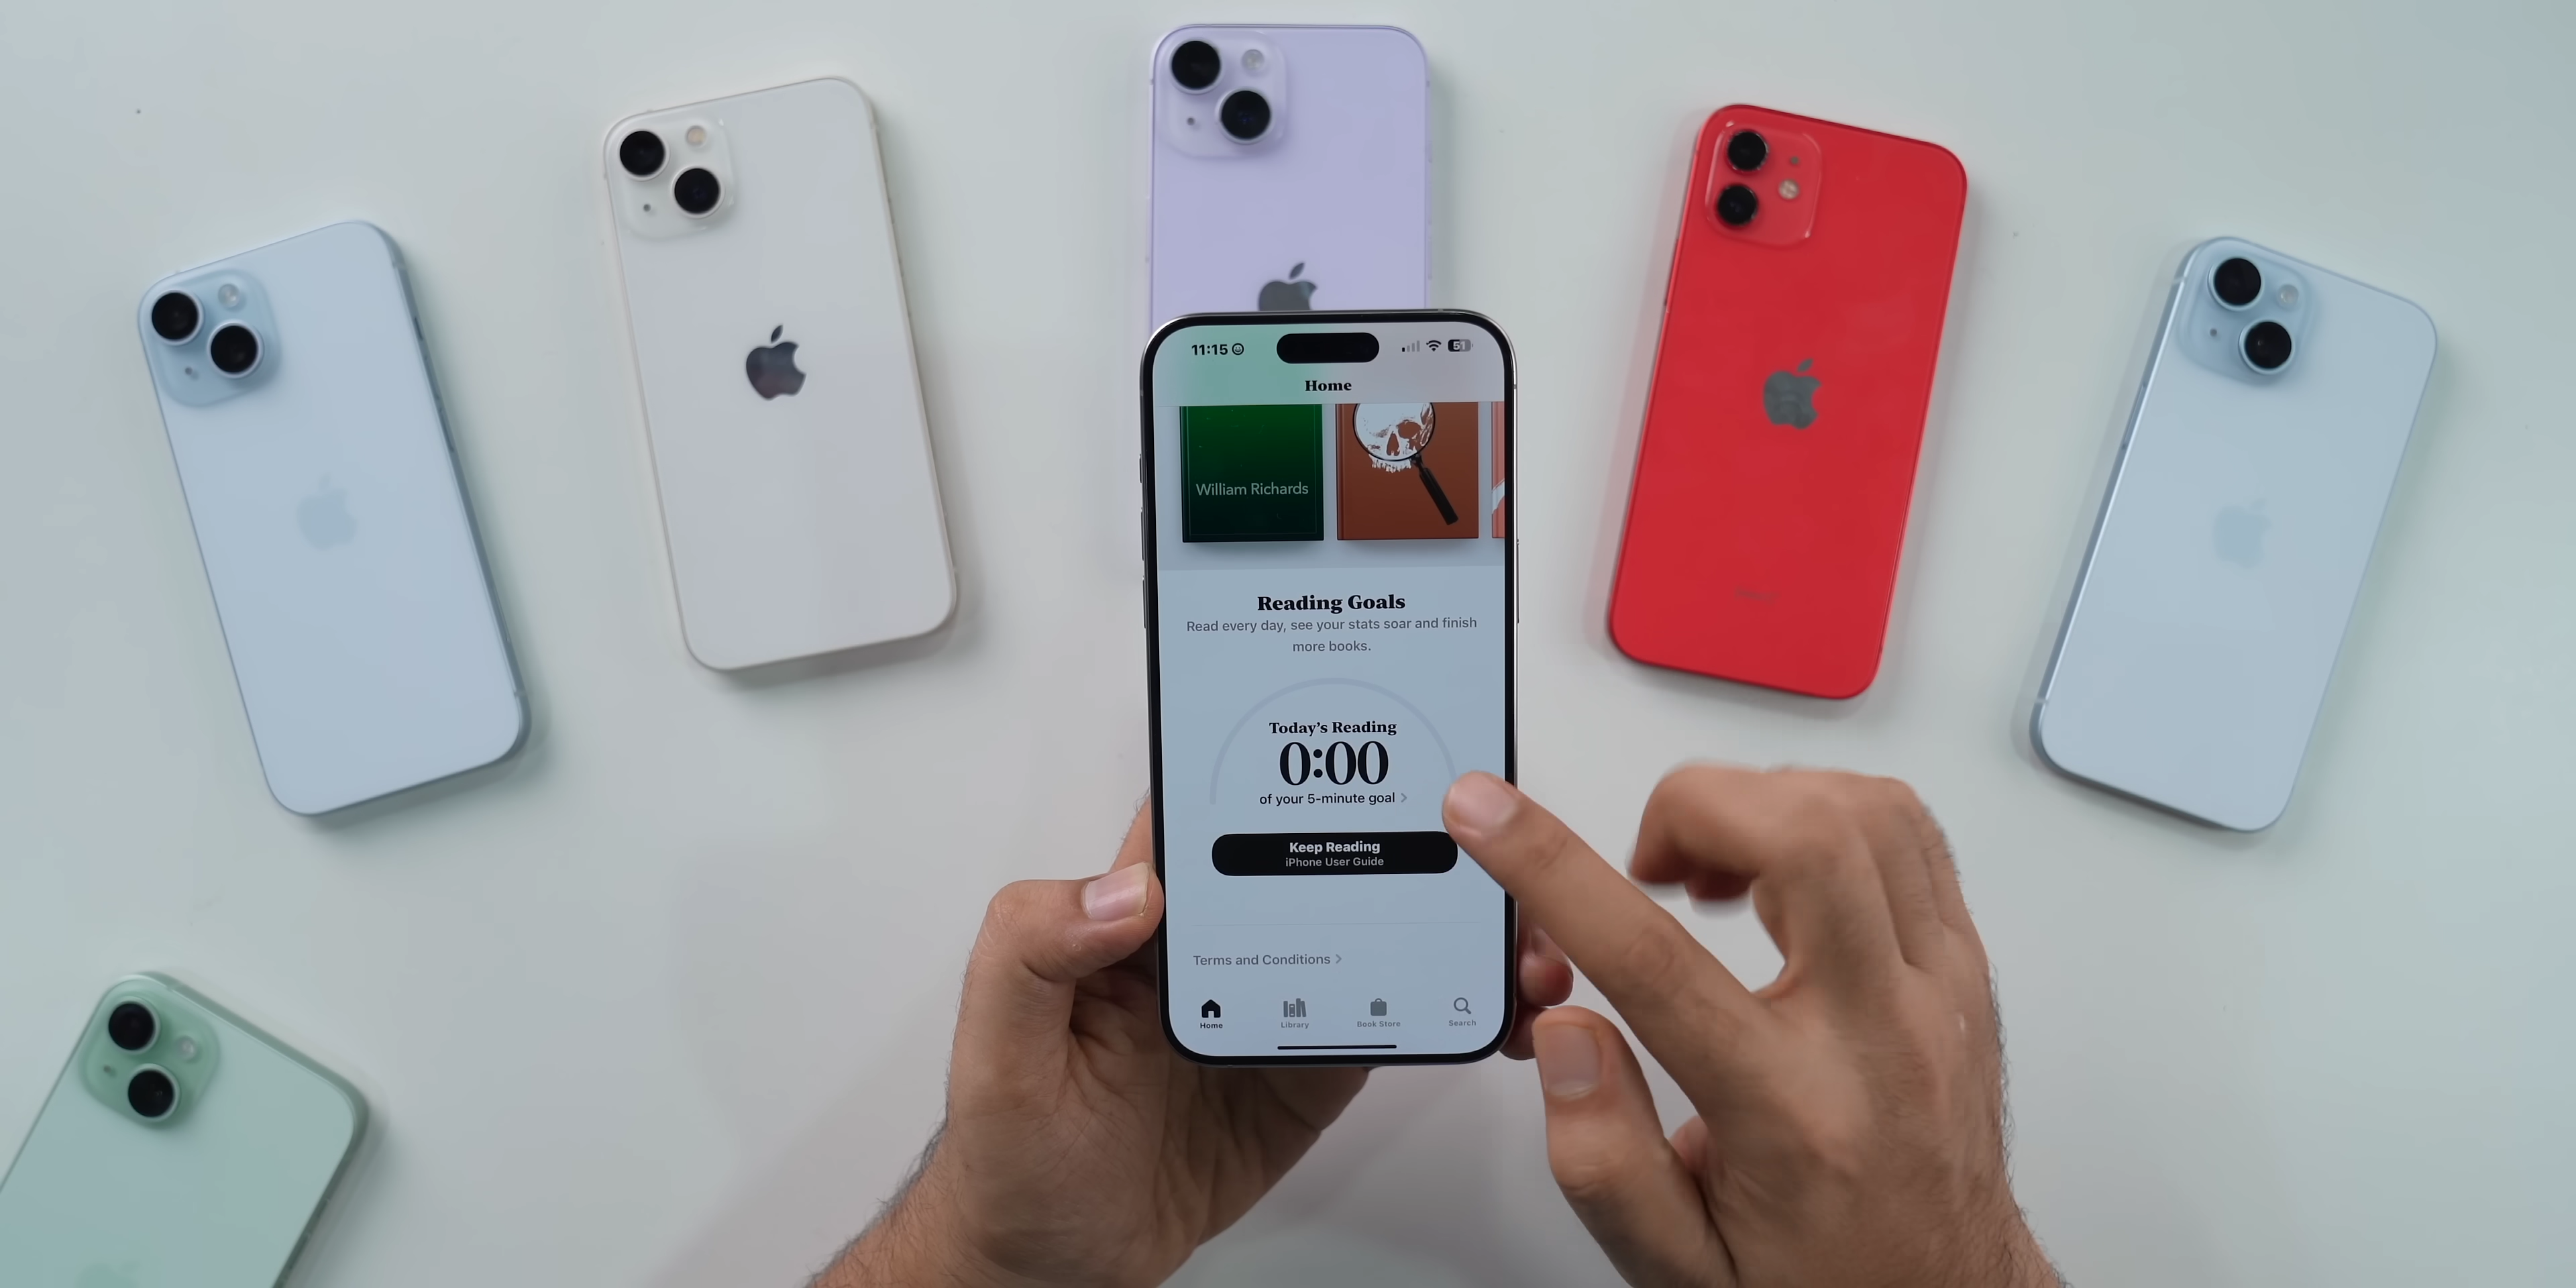 11:15
51
Home
William Richards
Reading Goals
Read every day, see your stats soar and finish
more books.
Today's Reading
0:00
of your 5-minute goal >
Keep Reading
iPhone User Guide
Terms and Conditions >
Home
Library
Book Store
Search